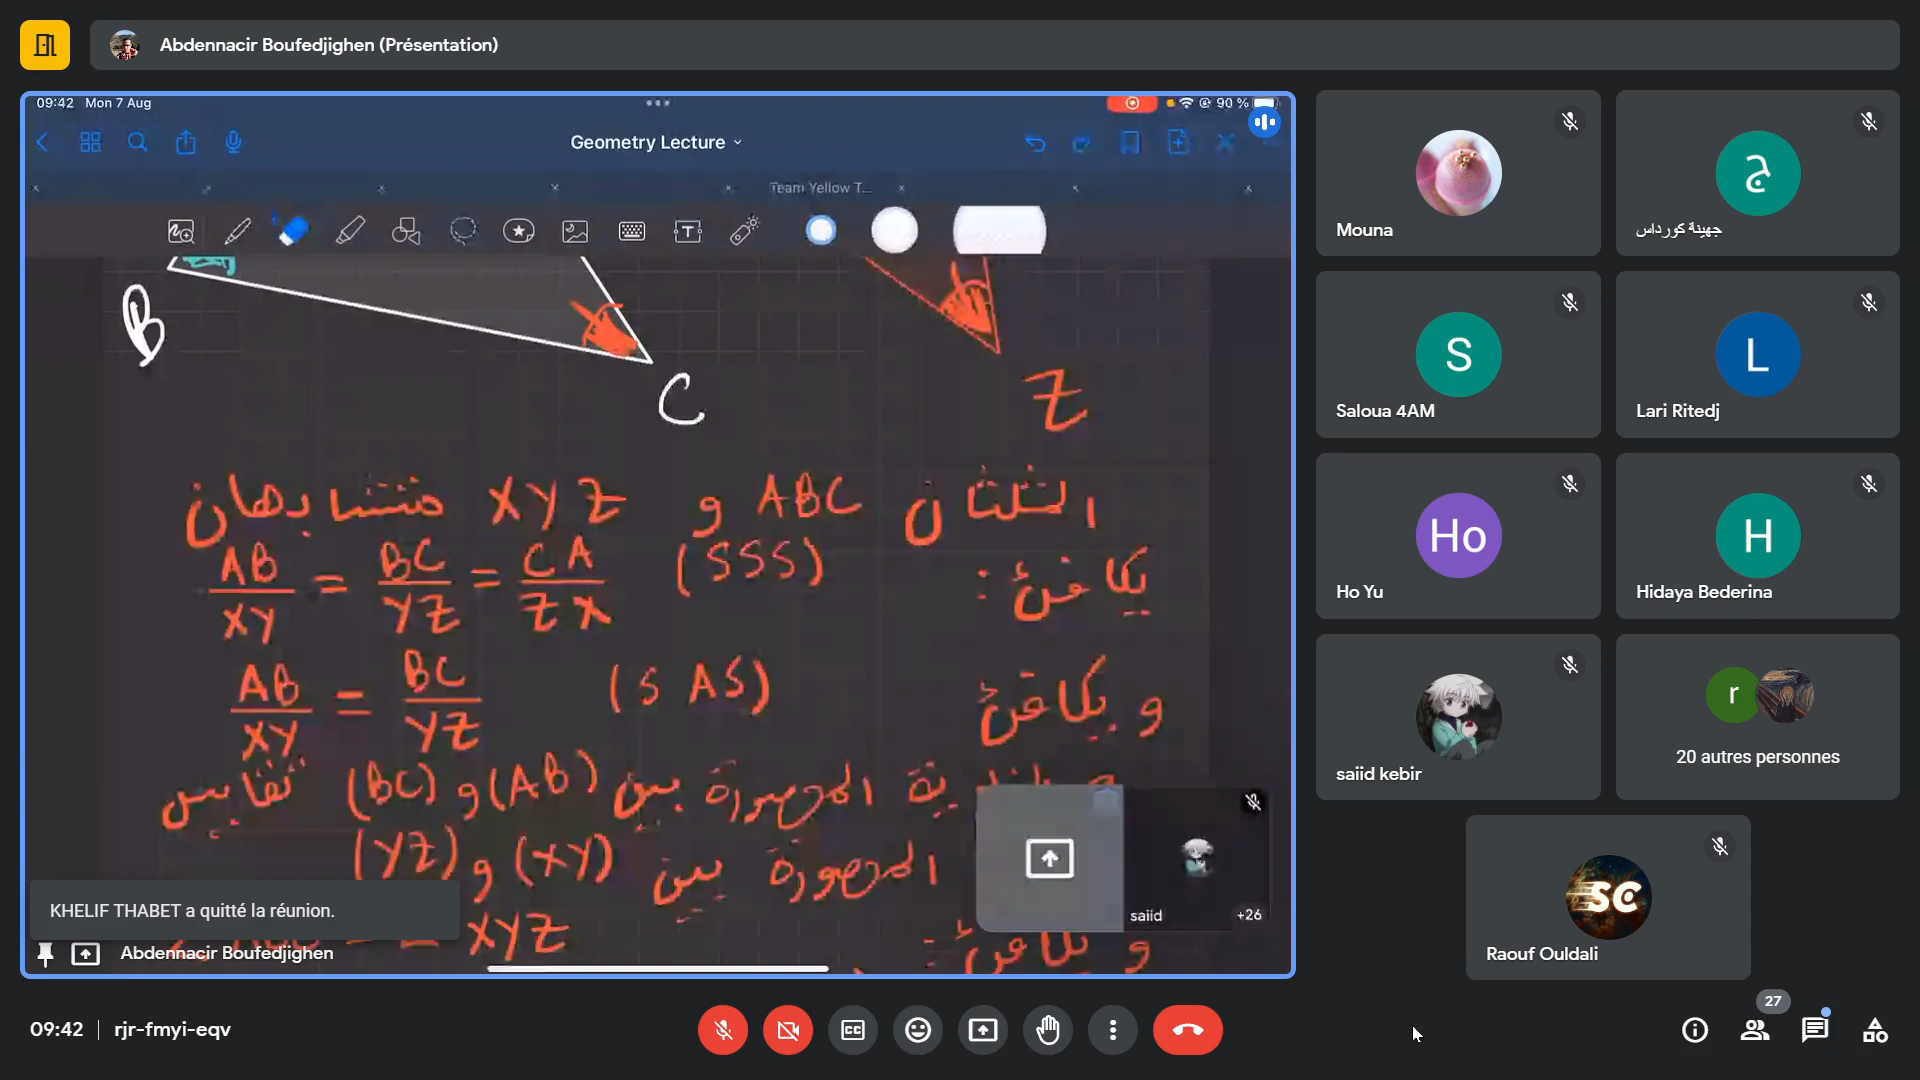 Abdennacir Boufedjighen (Présentation)
09:42 Mon 7 Aug
90 %
Geometry Lecture
Team Yellow T...
B
C
Z
المثلثان ABC و XYZ متشابهان
يكافئ :
AB/XY = BC/YZ = CA/ZX (SSS)
و يكافئ
AB/XY = BC/YZ (SAS)
المحصورة بين (AB) و (BC) تقايس
المحصورة بين (XY) و (YZ)
XYZ
و يكافئ :
KHELIF THABET a quitté la réunion.
Abdennacir Boufedjighen
saiid
+26
Mouna
جهينة كورداس
ج
Saloua 4AM
S
Lari Ritedj
L
Ho Yu
Ho
Hidaya Bederina
H
saiid kebir
r
20 autres personnes
SC
Raouf Ouldali
09:42 | rjr-fmyi-eqv
27